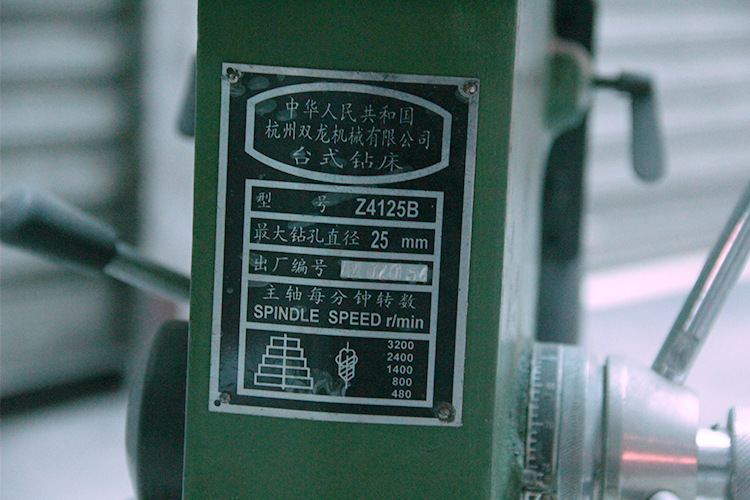 中华人民共和国
杭州双龙机械有限公司
台式钻床
型 号 Z4125B
最大钻孔直径 25 mm
出厂编号
主轴每分钟转数
SPINDLE SPEED r/min
3200
2400
1400
800
480